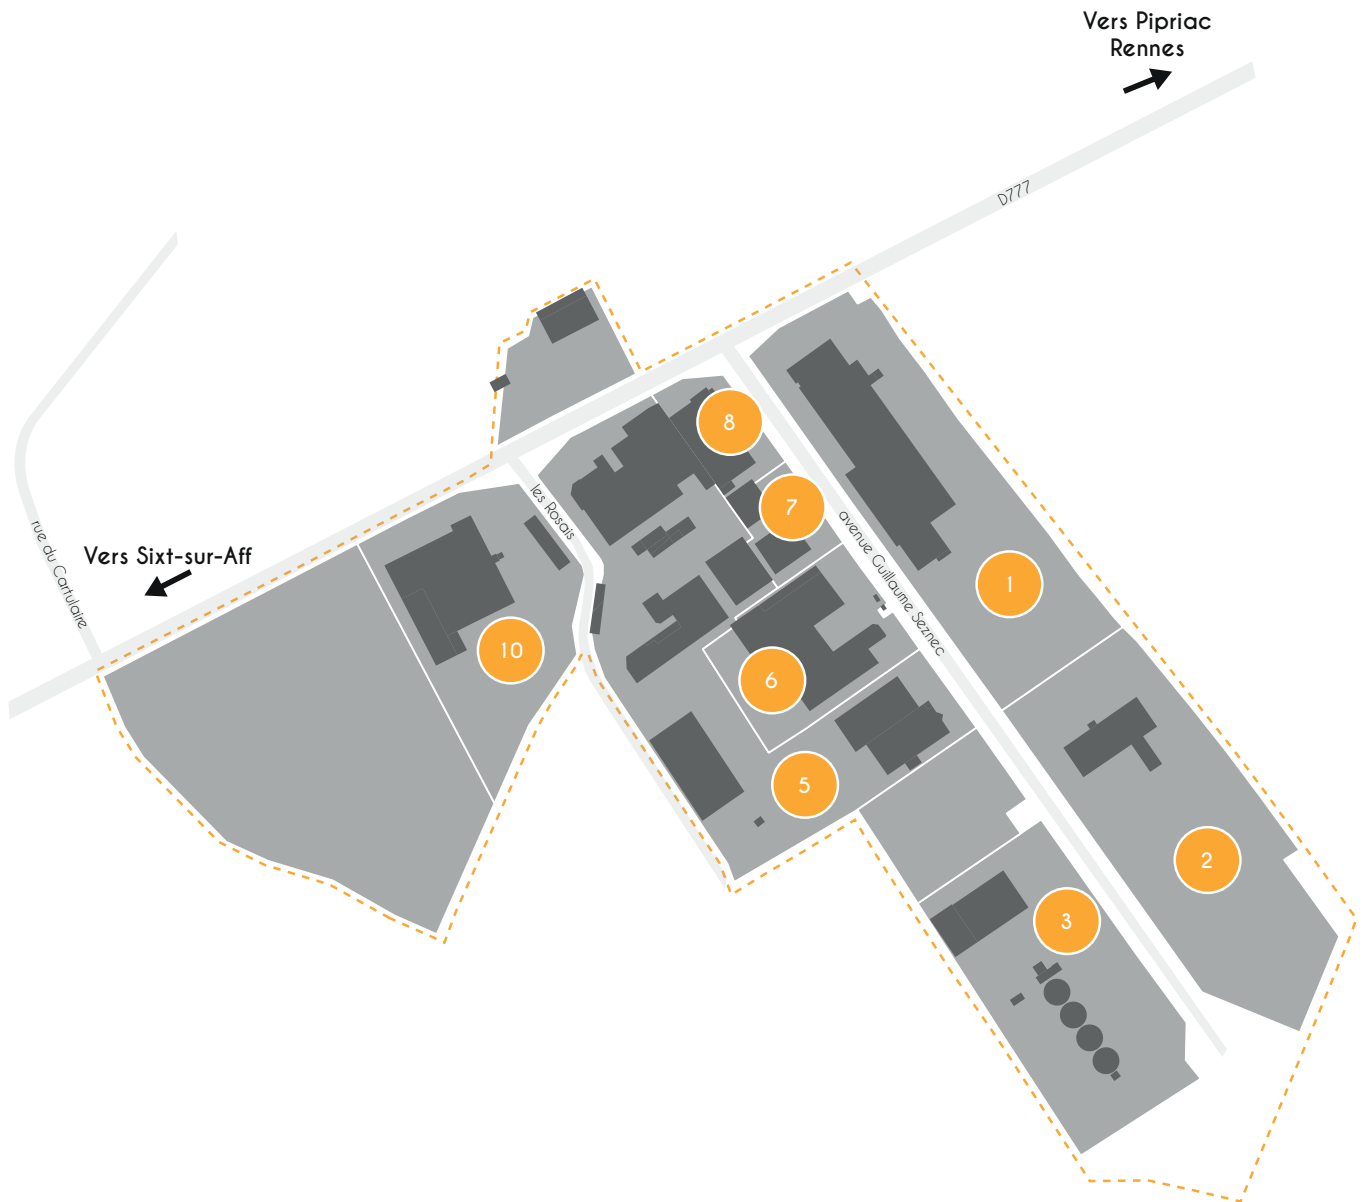 Vers Pipriac
Rennes
D777
8
7
les Rosais
avenue Guillaume Seznec
rue du Cartulaire
Vers Sixt-sur-Aff
1
10
6
5
2
3